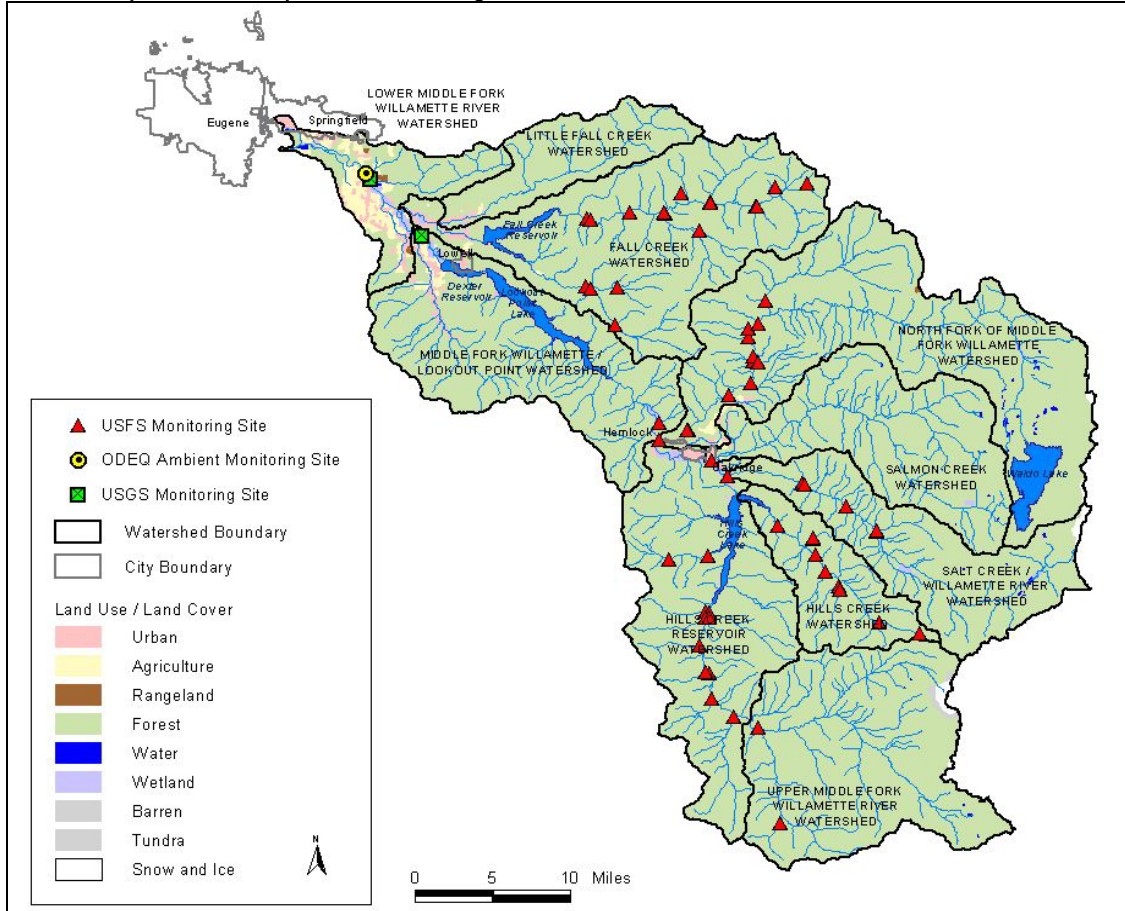 LOWER MIDDLE FORK
WILLAMETTE RIVER
WATERSHED
Eugene
Springfield
LITTLE FALL CREEK
WATERSHED
Fall Creek
Reservoir
FALL CREEK
WATERSHED
Lowell
Dexter
Reservoir
Lookout
Point
Lake
NORTH FORK OF MIDDLE
FORK WILLAMETTE
WATERSHED
MIDDLE FORK WILLAMETTE /
LOOKOUT POINT WATERSHED
Hemlock
Oakridge
SALMON CREEK
WATERSHED
Waldo Lake
Hills
Creek
Lake
SALT CREEK /
WILLAMETTE RIVER
WATERSHED
HILLS CREEK
WATERSHED
HILLS CREEK
RESERVOIR
WATERSHED
UPPER MIDDLE FORK
WILLAMETTE RIVER
WATERSHED
USFS Monitoring Site
ODEQ Ambient Monitoring Site
USGS Monitoring Site
Watershed Boundary
City Boundary
Land Use / Land Cover
Urban
Agriculture
Rangeland
Forest
Water
Wetland
Barren
Tundra
Snow and Ice
N
0 5 10 Miles